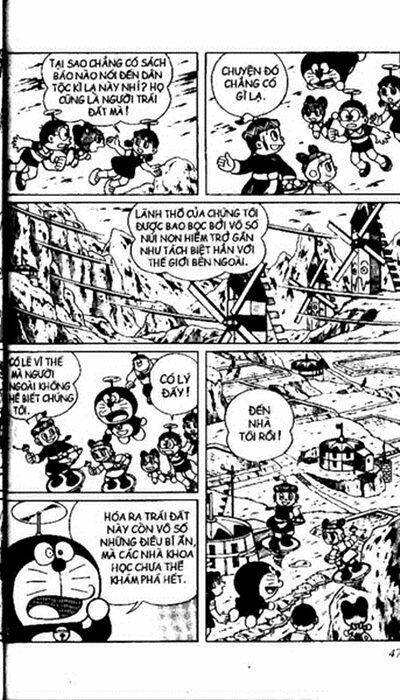 TẠI SAO CHẲNG CÓ SÁCH
BÁO NÀO NÓI ĐẾN DÂN
TỘC KÌ LẠ NÀY NHỈ? HỌ
CŨNG LÀ NGƯỜI TRÁI
ĐẤT MÀ!
CHUYỆN ĐÓ
CHẲNG CÓ
GÌ LẠ.
LÃNH THỔ CỦA CHÚNG TÔI
ĐƯỢC BAO BỌC BỞI VÔ SỐ
NÚI NON HIỂM TRỞ GẦN
NHƯ TÁCH BIỆT HẲN VỚI
THẾ GIỚI BÊN NGOÀI.
CÓ LẼ VÌ THẾ
MÀ NGƯỜI
NGOÀI KHÔNG
HỀ BIẾT CHÚNG
TÔI.
CÓ LÝ
ĐẤY!
ĐẾN
NHÀ
TÔI RỒI!
HÓA RA TRÁI ĐẤT
NÀY CÒN VÔ SỐ
NHỮNG ĐIỀU BÍ ẨN,
MÀ CÁC NHÀ KHOA
HỌC CHƯA THỂ
KHÁM PHÁ HẾT.
47